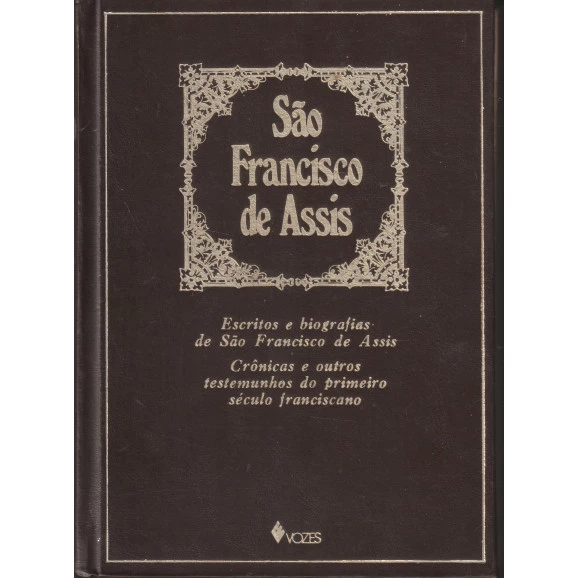 São
Francisco
de Assis
Escritos e biografias
de São Francisco de Assis
Crônicas e outros
testemunhos do primeiro
século franciscano
VOZES